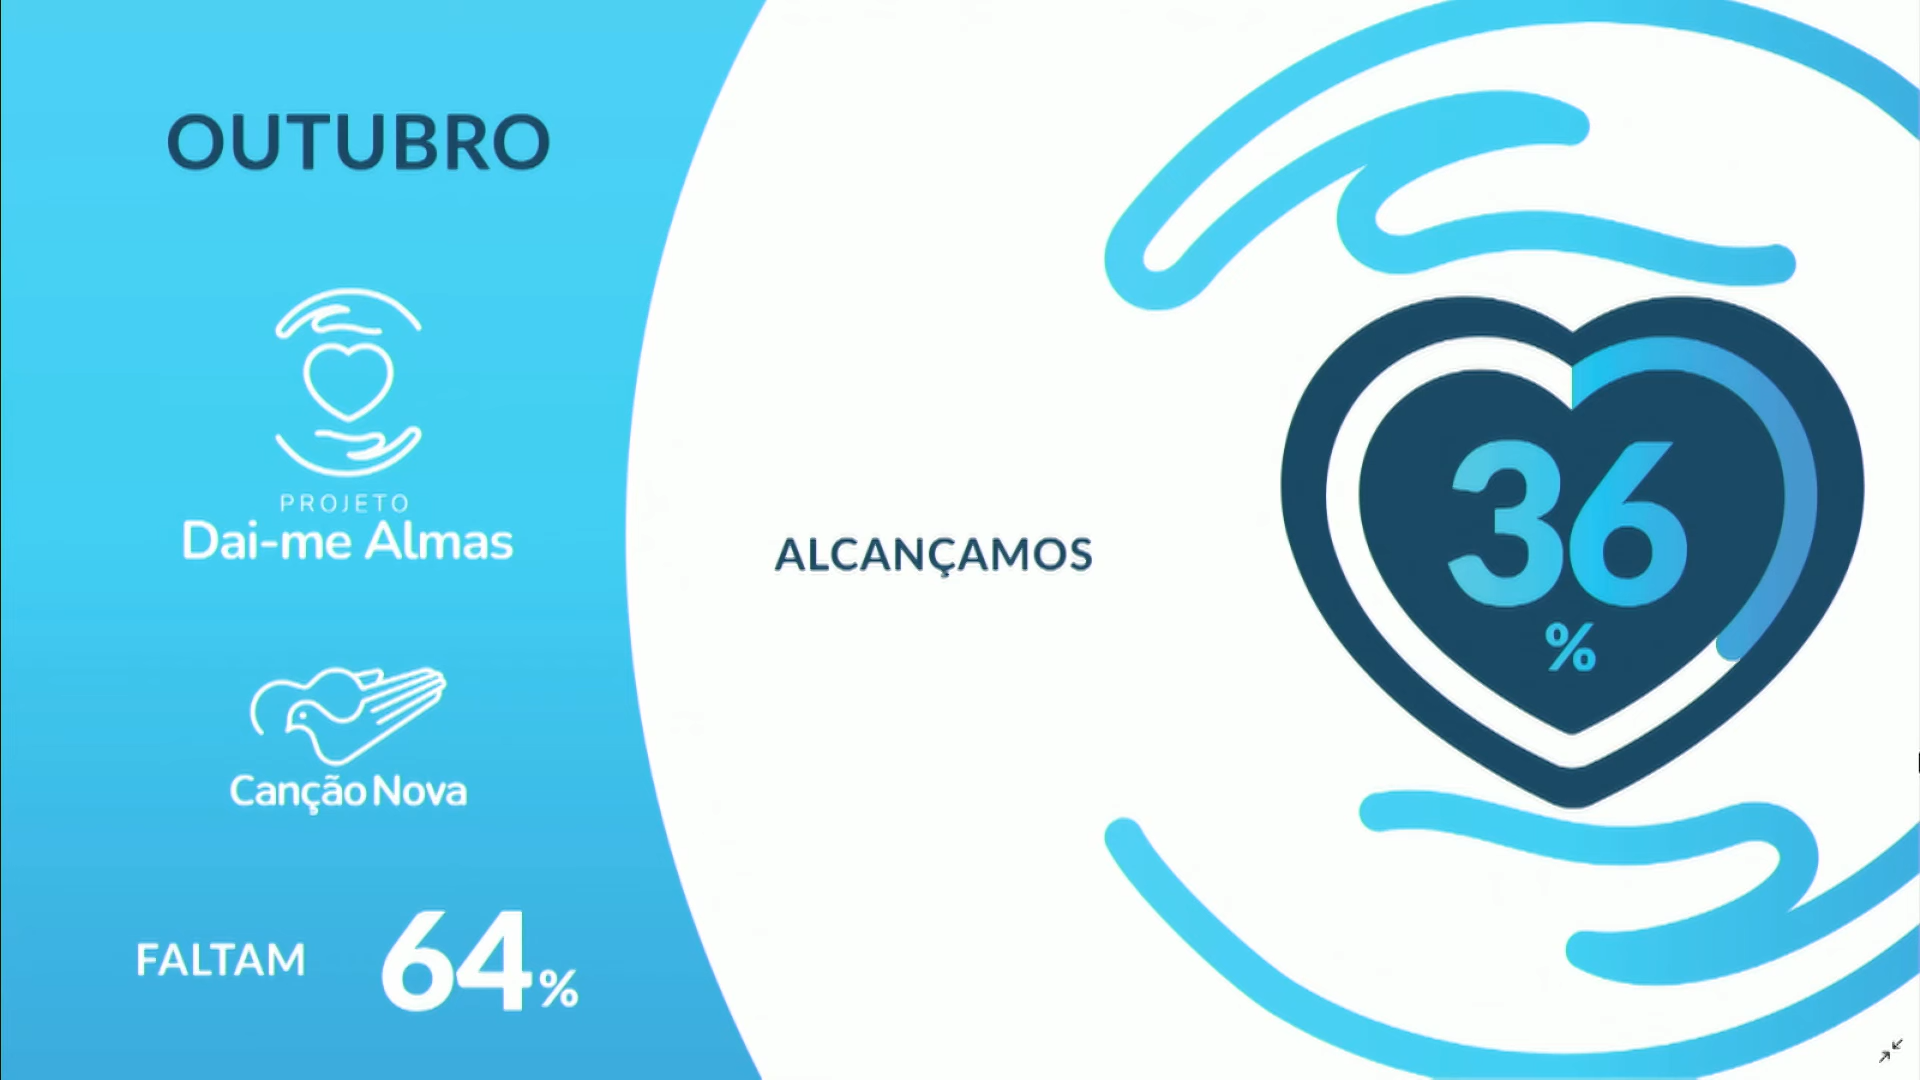 OUTUBRO
PROJETO
Dai-me Almas
Canção Nova
FALTAM 64%
ALCANÇAMOS
36
%